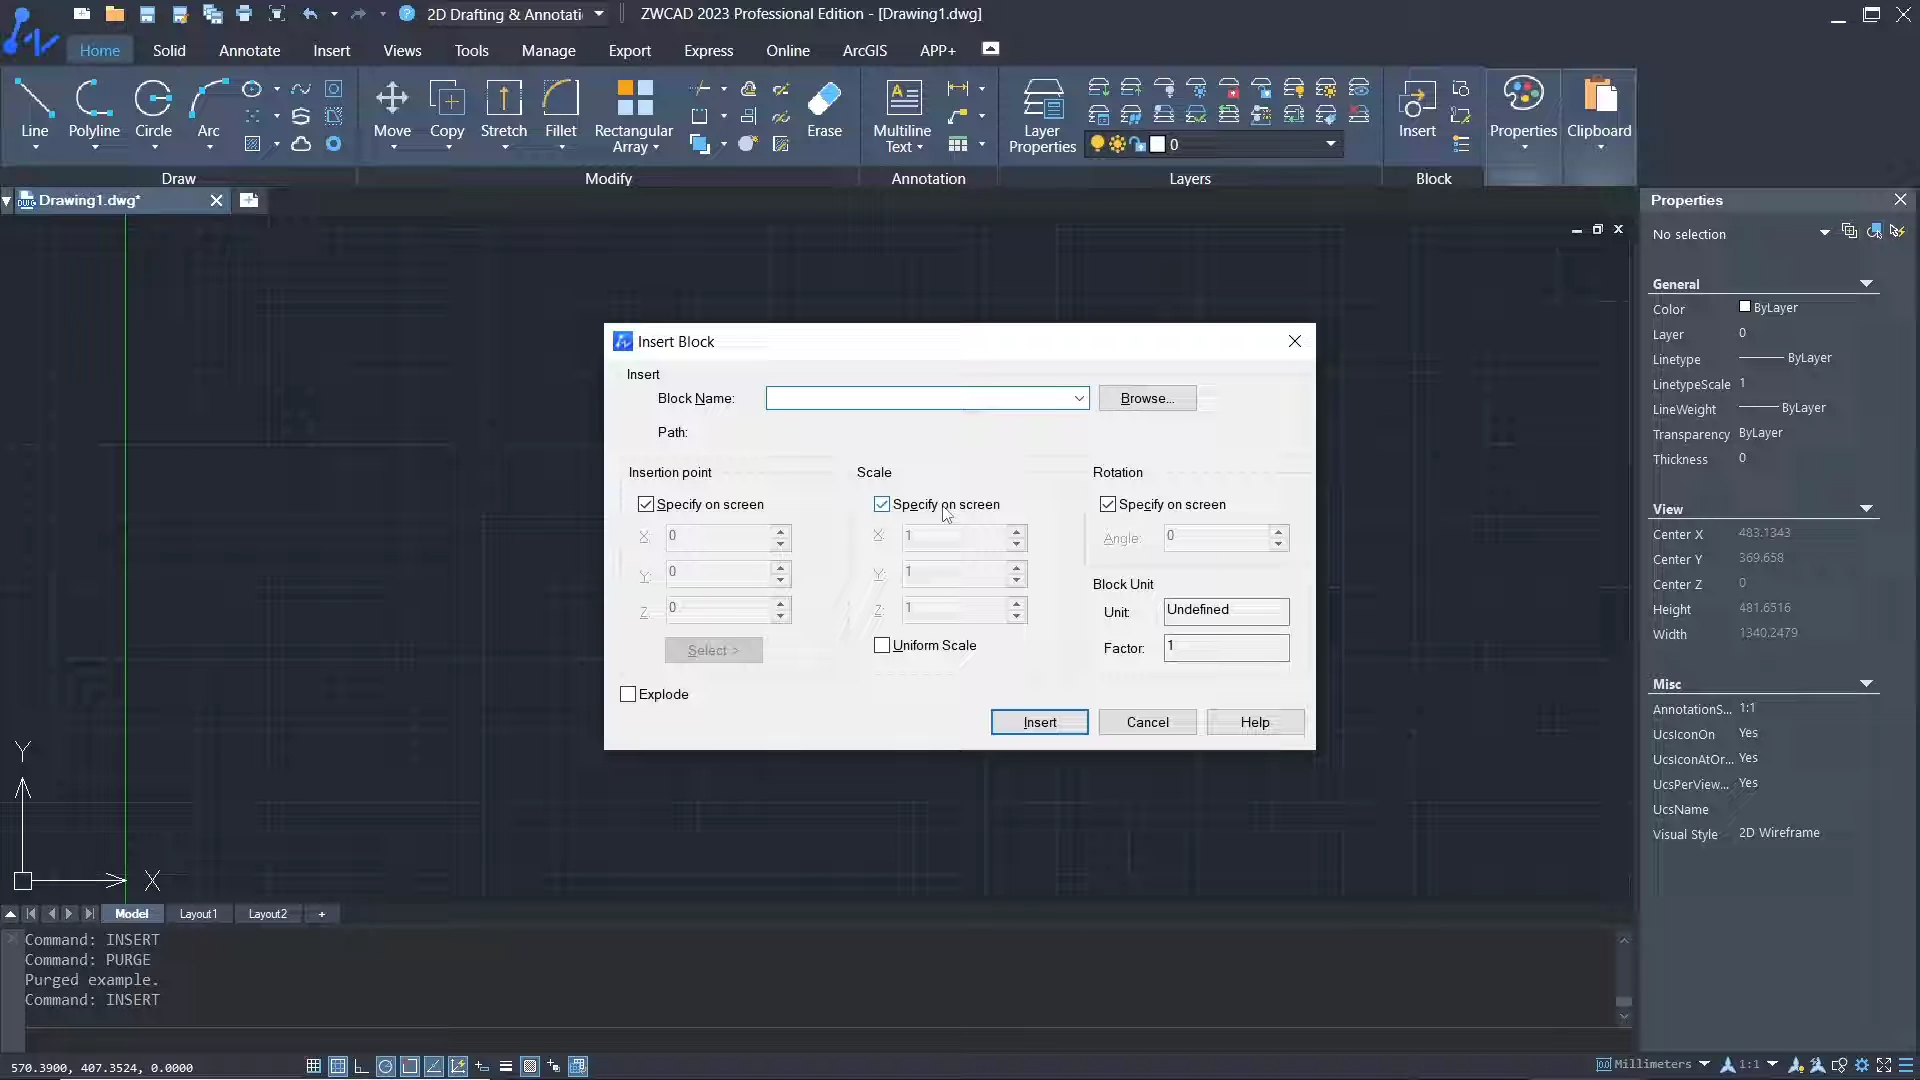 2D Drafting & Annotati
ZWCAD 2023 Professional Edition - [Drawing1.dwg]
Home Solid Annotate Insert Views Tools Manage Export Express Online ArcGIS APP+
Line Polyline Circle Arc
Move Copy Stretch Fillet Rectangular Array Erase
Multiline Text
Layer Properties
0
Insert Properties Clipboard
Draw Modify Annotation Layers Block
Drawing1.dwg*
Properties
No selection
General
Color ByLayer
Layer 0
Linetype ByLayer
LinetypeScale 1
LineWeight ByLayer
Transparency ByLayer
Thickness 0
View
Center X 483.1343
Center Y 369.658
Center Z 0
Height 481.6516
Width 1340.2479
Misc
AnnotationS... 1:1
UcsIconOn Yes
UcsIconAtOr... Yes
UcsPerView... Yes
UcsName
Visual Style 2D Wireframe
Insert Block
Insert
Block Name: Browse...
Path:
Insertion point Scale Rotation
Specify on screen Specify on screen Specify on screen
X: 0 X: 1 Angle: 0
Y: 0 Y: 1
Block Unit
Z: 0 Z: 1 Unit: Undefined
Select > Uniform Scale Factor: 1
Explode
Insert Cancel Help
Y
X
Model Layout1 Layout2 +
Command: INSERT
Command: PURGE
Purged example.
Command: INSERT
570.3900, 407.3524, 0.0000
Millimeters 1:1